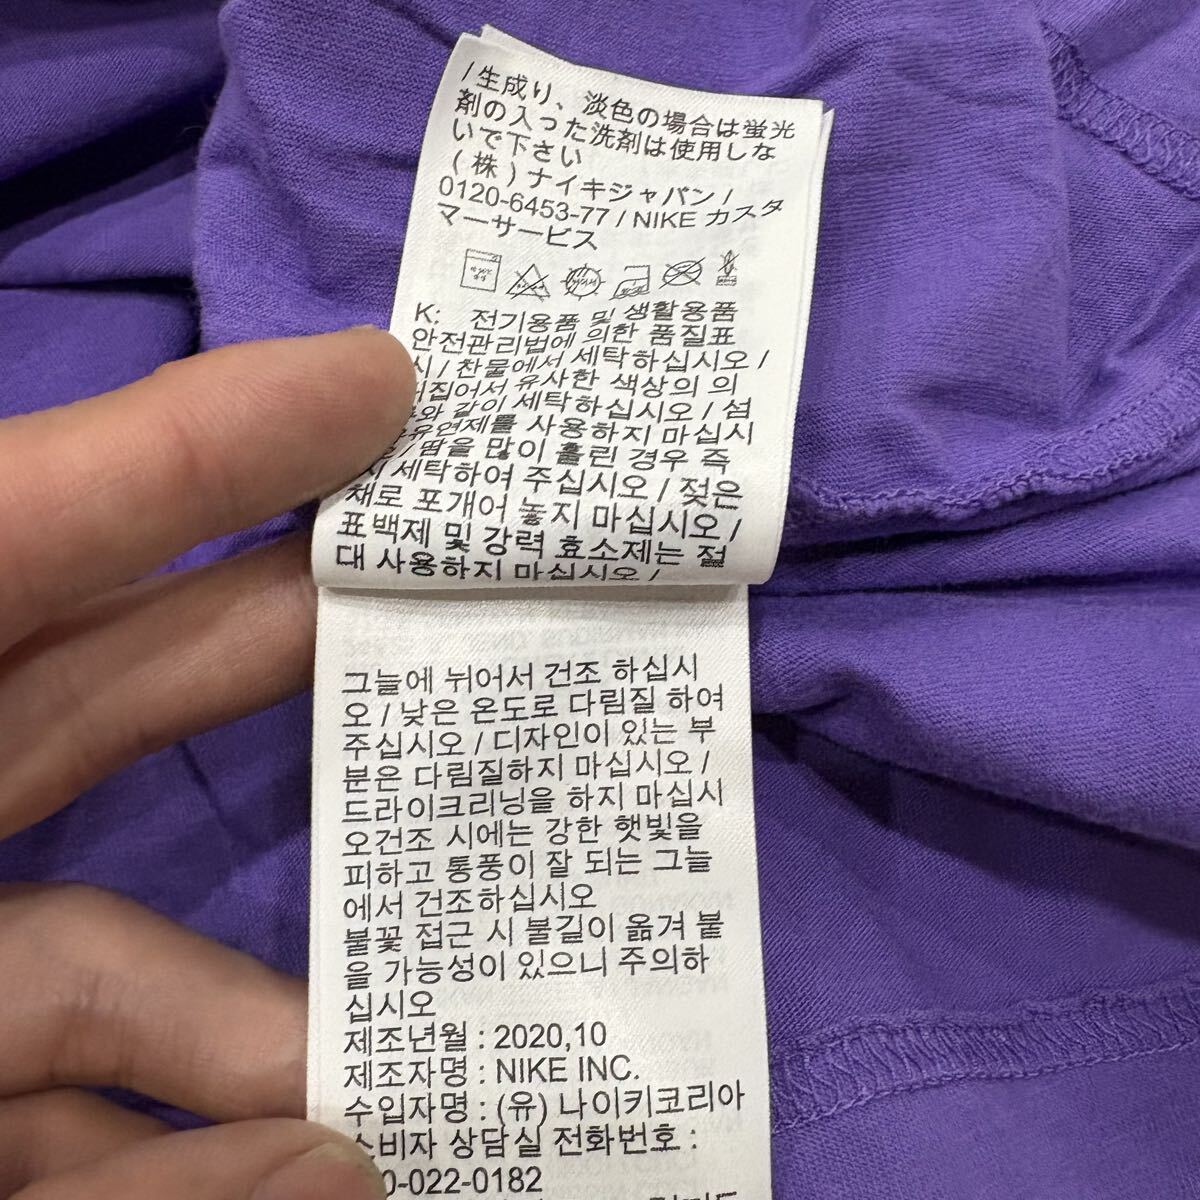 / 生成り、淡色の場合は蛍光
剤の入った洗剤は使用しな
いで下さい
( 株 ) ナイキジャパン /
0120-6453-77 / NIKE カスタ
マーサービス
K: 전기용품 및 생활용품
안전관리법에 의한 품질표
시 / 찬물에서 세탁하십시오 /
뒤집어서 유사한 색상의 의
류와 같이 세탁하십시오 / 섬
유유연제를 사용하지 마십시
오 / 땀을 많이 흘린 경우 즉
시 세탁하여 주십시오 / 젖은
채로 포개어 놓지 마십시오 /
표백제 및 강력 효소제는 절
대 사용하지 마십시오 /
그늘에 뉘어서 건조 하십시
오 / 낮은 온도로 다림질 하여
주십시오 / 디자인이 있는 부
분은 다림질하지 마십시오 /
드라이크리닝을 하지 마십시
오건조 시에는 강한 햇빛을
피하고 통풍이 잘 되는 그늘
에서 건조하십시오
불꽃 접근 시 불길이 옮겨 붙
을 가능성이 있으니 주의하
십시오
제조년월 : 2020,10
제조자명 : NIKE INC.
수입자명 : (유) 나이키코리아
소비자 상담실 전화번호 :
0-022-0182